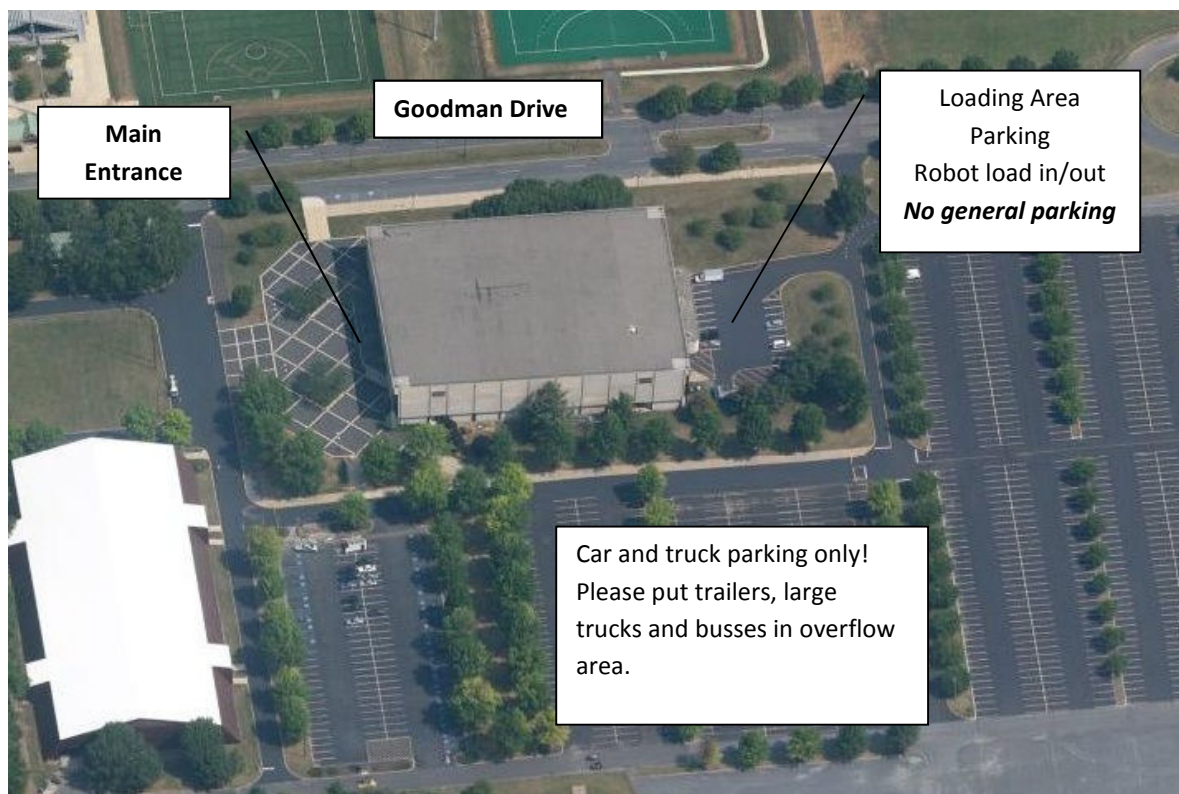 Main
Entrance
Goodman Drive
Loading Area
Parking
Robot load in/out
No general parking
Car and truck parking only!
Please put trailers, large
trucks and busses in overflow
area.